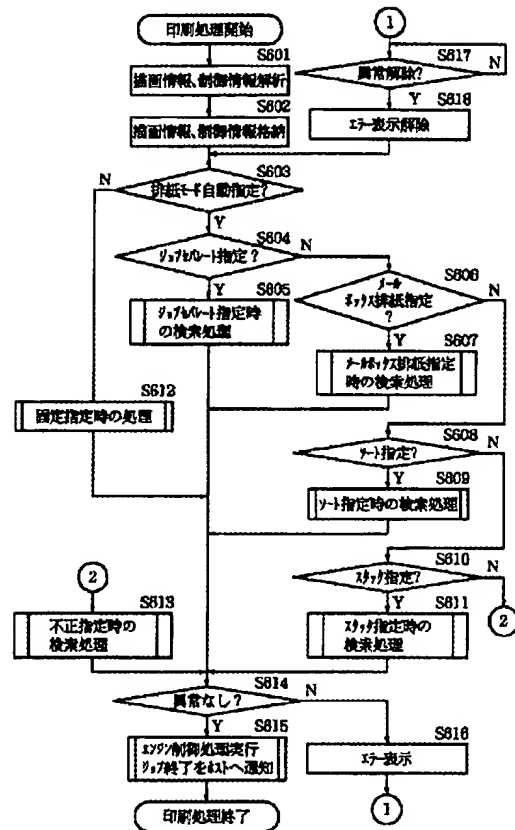 印刷処理開始
S601
描画情報、制御情報解析
S602
描画情報、制御情報格納
S603
排紙モード自動指定?
N
Y
S604
ジョブセパレート指定?
N
Y
S605
ジョブセパレート指定時
の検索処理
S606
メール
ボックス排紙指定
?
N
Y
S607
メールボックス排紙指定
時の検索処理
S612
固定指定時の処理
S608
ソート指定?
N
Y
S609
ソート指定時の検索処理
S610
スタック指定?
N
Y
2
S611
スタック指定時の
検索処理
2
S613
不正指定時の
検索処理
S614
異常なし?
N
Y
S615
エンジン制御処理実行
ジョブ終了をホストへ通知
印刷処理終了
S616
エラー表示
1
1
S617
異常解除?
N
Y
S618
エラー表示解除